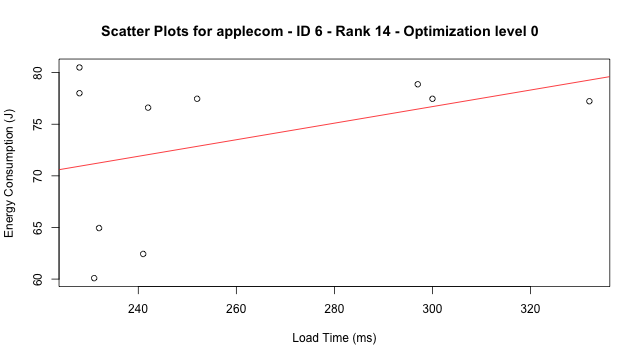 Scatter Plots for applecom - ID 6 - Rank 14 - Optimization level 0
Energy Consumption (J)
80
75
70
65
60
240 260 280 300 320
Load Time (ms)